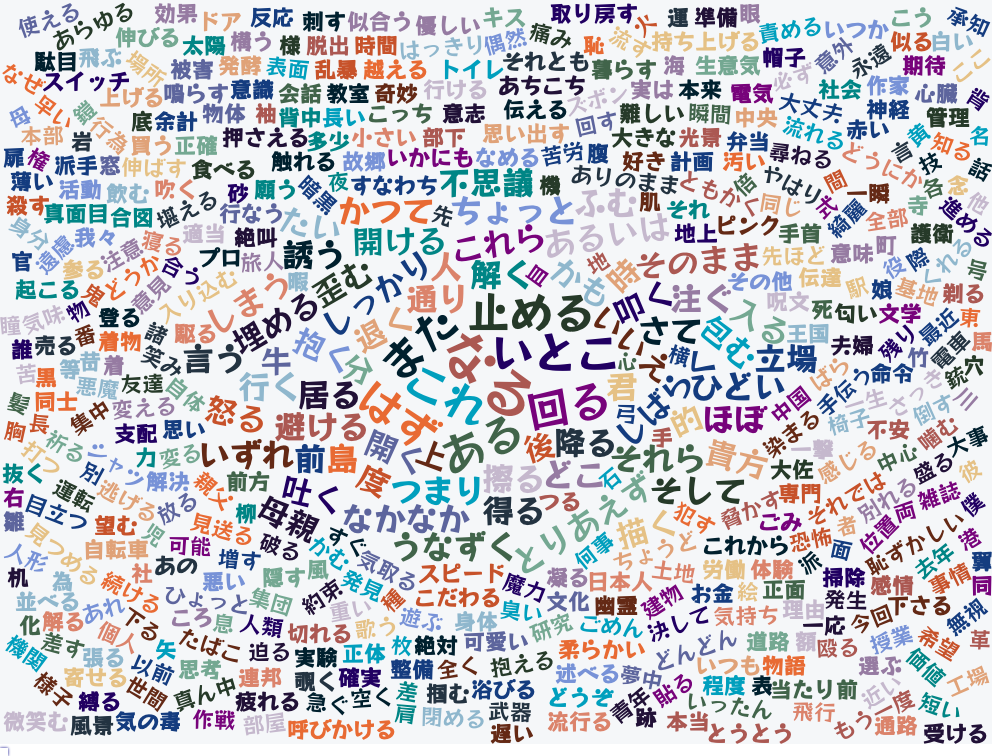 使える
あらゆる
効果
ドア
反応
刺す
似合う
優しい
キス
取り戻す
火
運
準備
眼
責める
いつか
こう
承知
伸びる
太陽
構う
様
脱出
時間
はっきり
偶然
痛み
恥
流す
持ち上げる
意外
永遠
似る
白い
駄目
飛ぶ
場所
被害
発酵
表面
乱暴
越える
トイレ
それとも
暮らす
海
生意気
帽子
必ず
期待
ここ
なぜ
スイッチ
早い
上げる
鳴らす
意識
会話
教室
奇妙
行ける
あちこち
ズボン
実は
本来
電気
社会
作家
心臓
背
母
鎧
物体
袖
背中
長い
こっち
意志
伝える
難しい
瞬間
中央
大丈夫
神経
管理
本部
岩
行為
底
余計
買う
正確
押さえる
多少
小さい
部下
思い出す
回す
大きな
光景
弁当
流れる
赤い
黄
知る
名
扉
権
派手
窓
伸ばす
食べる
触れる
故郷
いかにも
なめる
苦労
腹
好き
計画
汚い
尋ねる
どうにか
言
技
話
薄い
活動
飲む
吹く
砂
願う
暗黒
夜
すなわち
不思議
機
ありのまま
ともかく
倍
やはり
間
一瞬
各
念
他
殺す
真面目
合図
堪える
行なう
たい
かつて
先
ちょっと
ふむ
肌
それ
ピンク
同じ
綺麗
全部
寺
進める
身分
遠慮
我々
寝る
適当
絶叫
誘う
開ける
これら
あるいは
地上
手首
護衛
官
参る
注意
どうか
合う
プロ
旅人
歪む
しっかり
人
解く
目
かも
地
時
そのまま
先ほど
意味
町
役
際
くれる
起こる
鬼
意見
入り込む
しまう
暇
通り
その他
伝達
駅
娘
基地
号
剃る
瞳
気味
物
登る
埋める
退く
また
止める
叩く
注ぐ
入る
呪文
死
匂い
文学
東
誰
売る
番
着物
諸
駆る
笑み
言う
牛
抱く
な
いとこ
くいいえ
さて
包む
王国
夫婦
残り
最近
電車
馬
苦
等
苗
着
悪魔
友達
自体
行く
居る
分
これ
る
心
横
立場
ばら
手伝う
命令
竹
銃
穴
黒
同士
髪
集中
変える
怒る
避ける
はず
回る
君
弓
しばらく
ひどい
中国
椅子
一生
さっき
倒す
三
胸
長
祈る
支配
思い
いずれ
前
島
開く
上
ある
後
降る
手
的
ほぼ
染まる
一撃
不安
噛む
打つ
ジャン
力
変る
それら
貴方
大佐
感じる
中心
大事
抜く
別
解決
親父
前方
吐く
度
つまり
擦る
どこ
石
ず
そして
脅かす
専門
それでは
別れる
盛る
彼
右
運転
逃げる
放る
柳
母親
なかなか
得る
つる
とりあえず
描く
犯す
ごみ
位置
両
雑誌
僕
雛
目立つ
望む
児
見送る
破る
すぐ
うなずく
何事
ちょうど
これから
恐怖
者
恥ずかしい
港
人形
見つめる
自転車
可能
増す
かむ
気取る
スピード
土地
派
面
去年
翼
机
為
続ける
社
あの
悪い
隠す
風
約束
発見
種
こだわる
魔力
凝る
日本人
労働
体験
掃除
感情
事情
同
並べる
あれ
ひょっと
集団
重い
遊ぶ
臭い
文化
幽霊
建物
お金
絵
正面
発生
下さる
無視
化
解る
個人
下る
ころ
息
人類
切れる
歌う
身体
研究
ごめん
決して
気持ち
理由
一応
今回
希望
革
機関
差
張る
以前
矢
たばこ
迫る
実験
正体
枚
絶対
可愛い
柔らかい
どんどん
道路
額
殴る
授業
価値
寄せる
思考
連邦
覗く
確実
整備
全く
抱える
述べる
夢中
いつも
物語
選ぶ
工場
様子
縛る
世間
真ん中
疲れる
急ぐ
空く
差
掴む
浴びる
どうぞ
青年
貼る
程度
表
当たり前
近い
短い
微笑む
風景
気の毒
作戦
部屋
呼びかける
肩
閉める
武器
遅い
流行る
跡
本当
いったん
とうとう
飛行
もう一度
通路
受ける